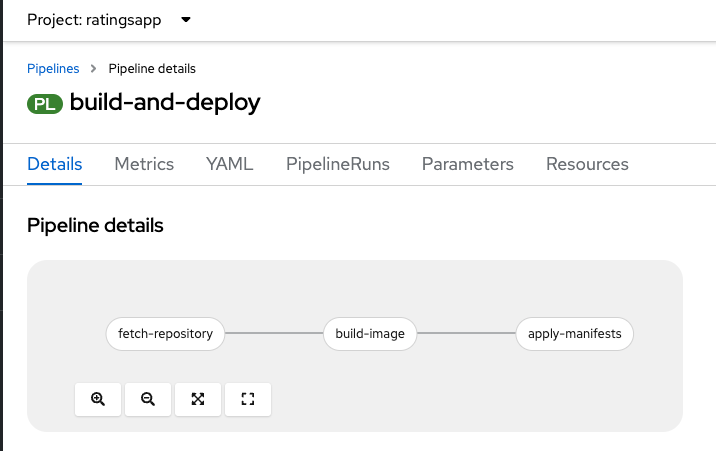 Project: ratingsapp
Pipelines > Pipeline details
PL build-and-deploy
Details Metrics YAML PipelineRuns Parameters Resources
Pipeline details
fetch-repository build-image apply-manifests